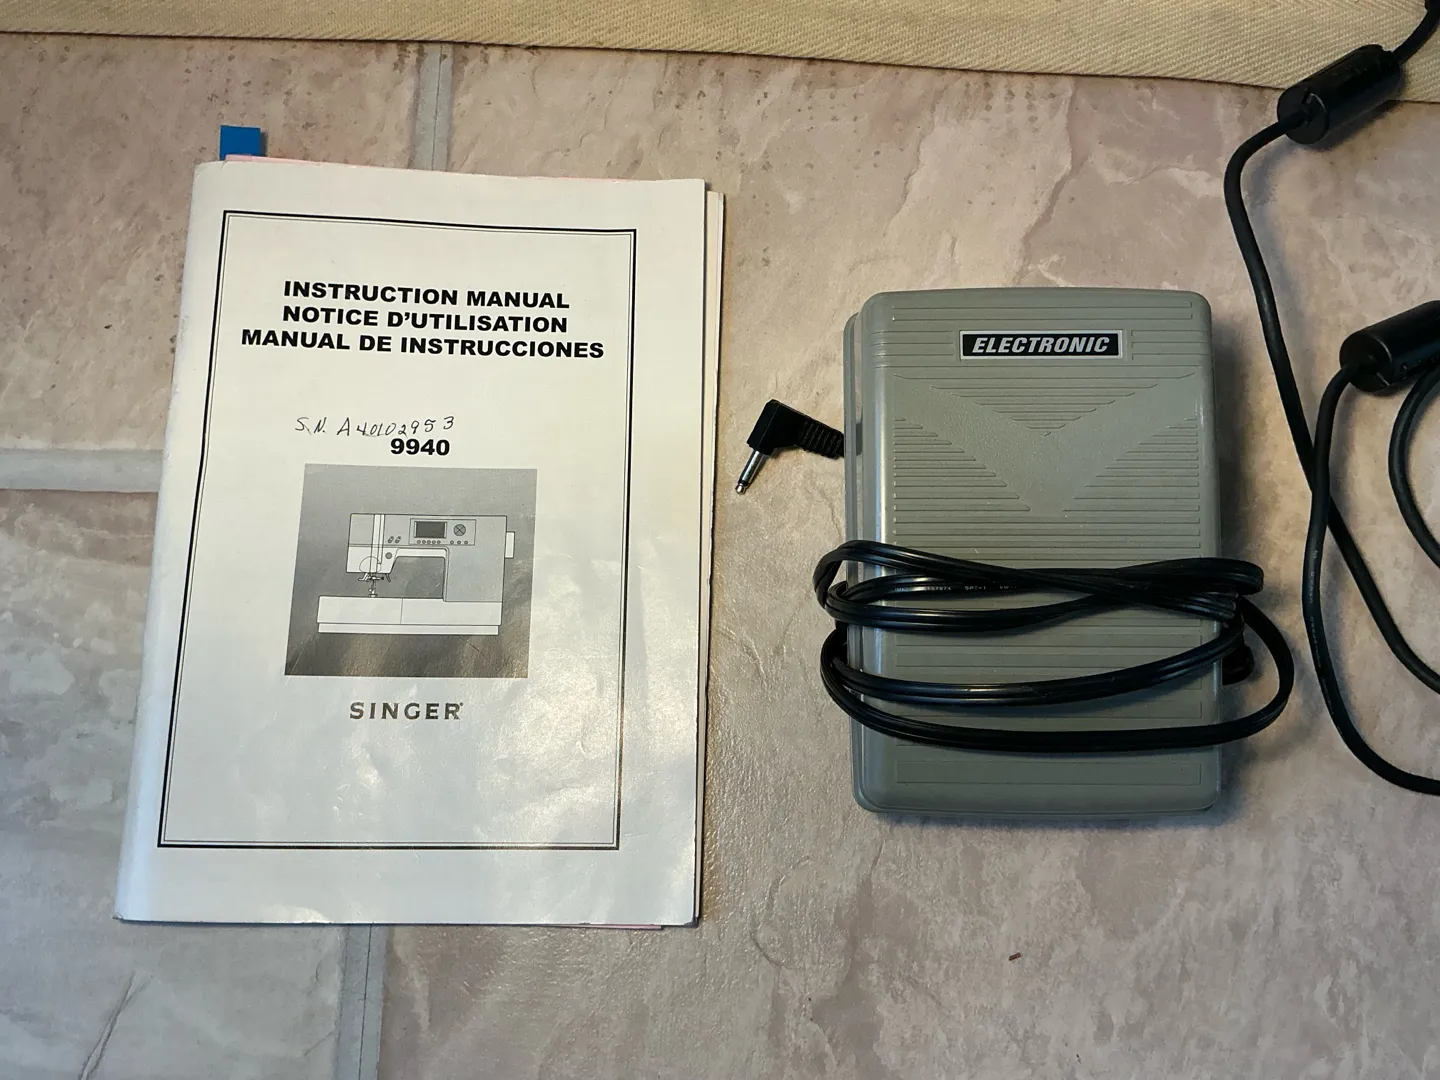 INSTRUCTION MANUAL
NOTICE D'UTILISATION
MANUAL DE INSTRUCCIONES
S.N. A40102953
9940
SINGER®
ELECTRONIC